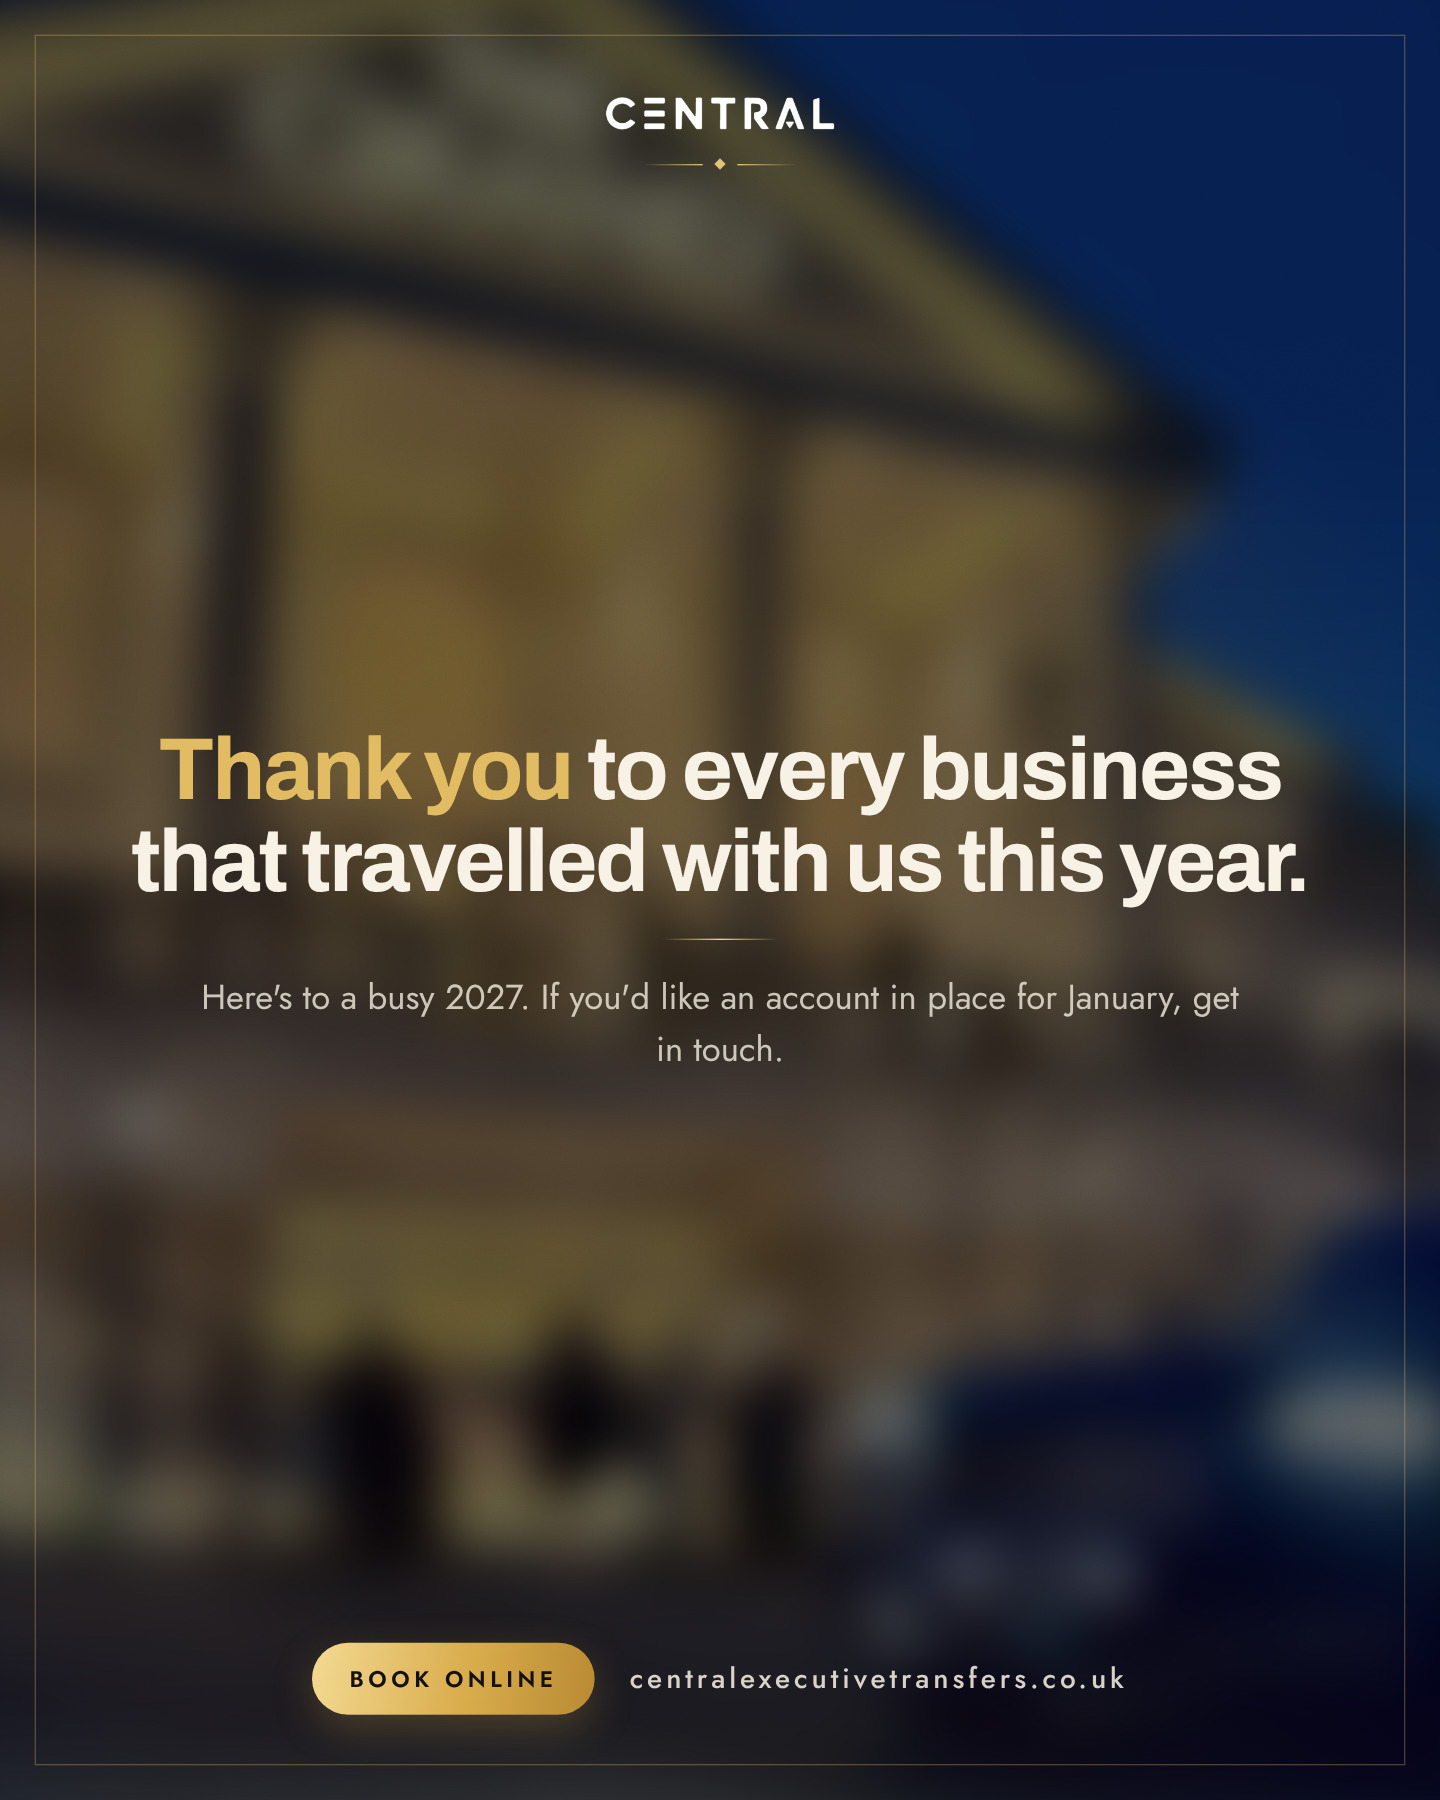 CENTRAL
Thank you to every business
that travelled with us this year.
Here's to a busy 2027. If you'd like an account in place for January, get
in touch.
BOOK ONLINE centralexecutivetransfers.co.uk